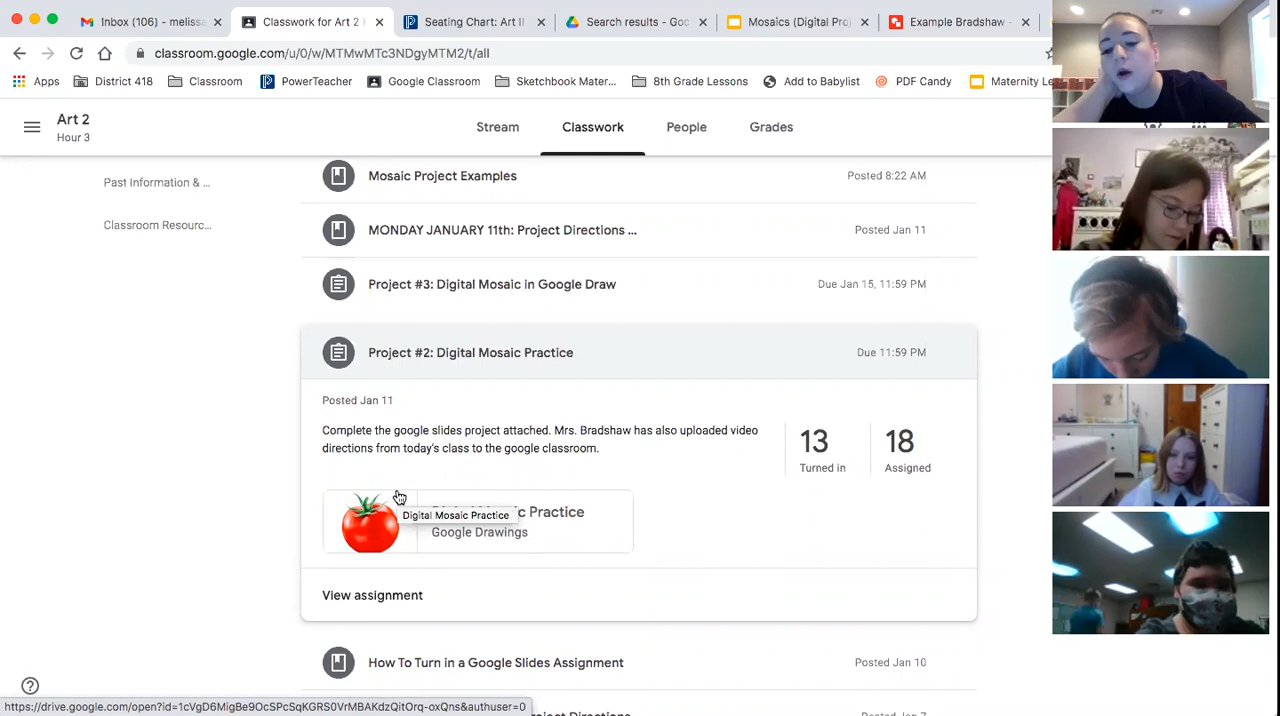 Inbox (106) - melissa
Classwork for Art 2 H
Seating Chart: Art II
Search results - Goo
Mosaics (Digital Proj
Example Bradshaw -
classroom.google.com/u/0/w/MTMwMTc3NDgyMTM2/t/all
Apps
District 418
Classroom
PowerTeacher
Google Classroom
Sketchbook Mater...
8th Grade Lessons
Add to Babylist
PDF Candy
Maternity Le
Art 2
Hour 3
Stream
Classwork
People
Grades
Past Information & ...
Classroom Resourc...
Mosaic Project Examples
Posted 8:22 AM
MONDAY JANUARY 11th: Project Directions ...
Posted Jan 11
Project #3: Digital Mosaic in Google Draw
Due Jan 15, 11:59 PM
Project #2: Digital Mosaic Practice
Due 11:59 PM
Posted Jan 11
Complete the google slides project attached. Mrs. Bradshaw has also uploaded video
directions from today's class to the google classroom.
13
Turned in
18
Assigned
c Practice
Digital Mosaic Practice
Google Drawings
View assignment
How To Turn in a Google Slides Assignment
Posted Jan 10
https://drive.google.com/open?id=1cVgD6MigBe9OcSPcSqKGRS0VrMBAKdzQitOrq-oxQns&authuser=0